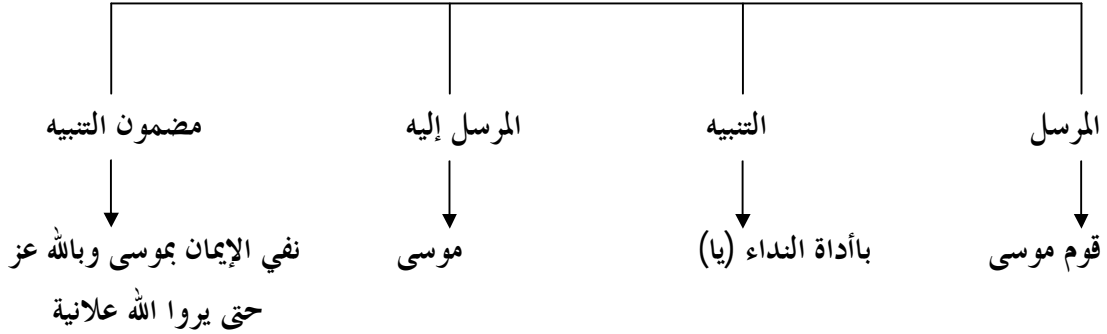 المرسل التنبيه المرسل إليه مضمون التنبيه
قوم موسى باأداة النداء (يا) موسى نفي الإيمان بموسى وبالله عز
حتى يروا الله علانية